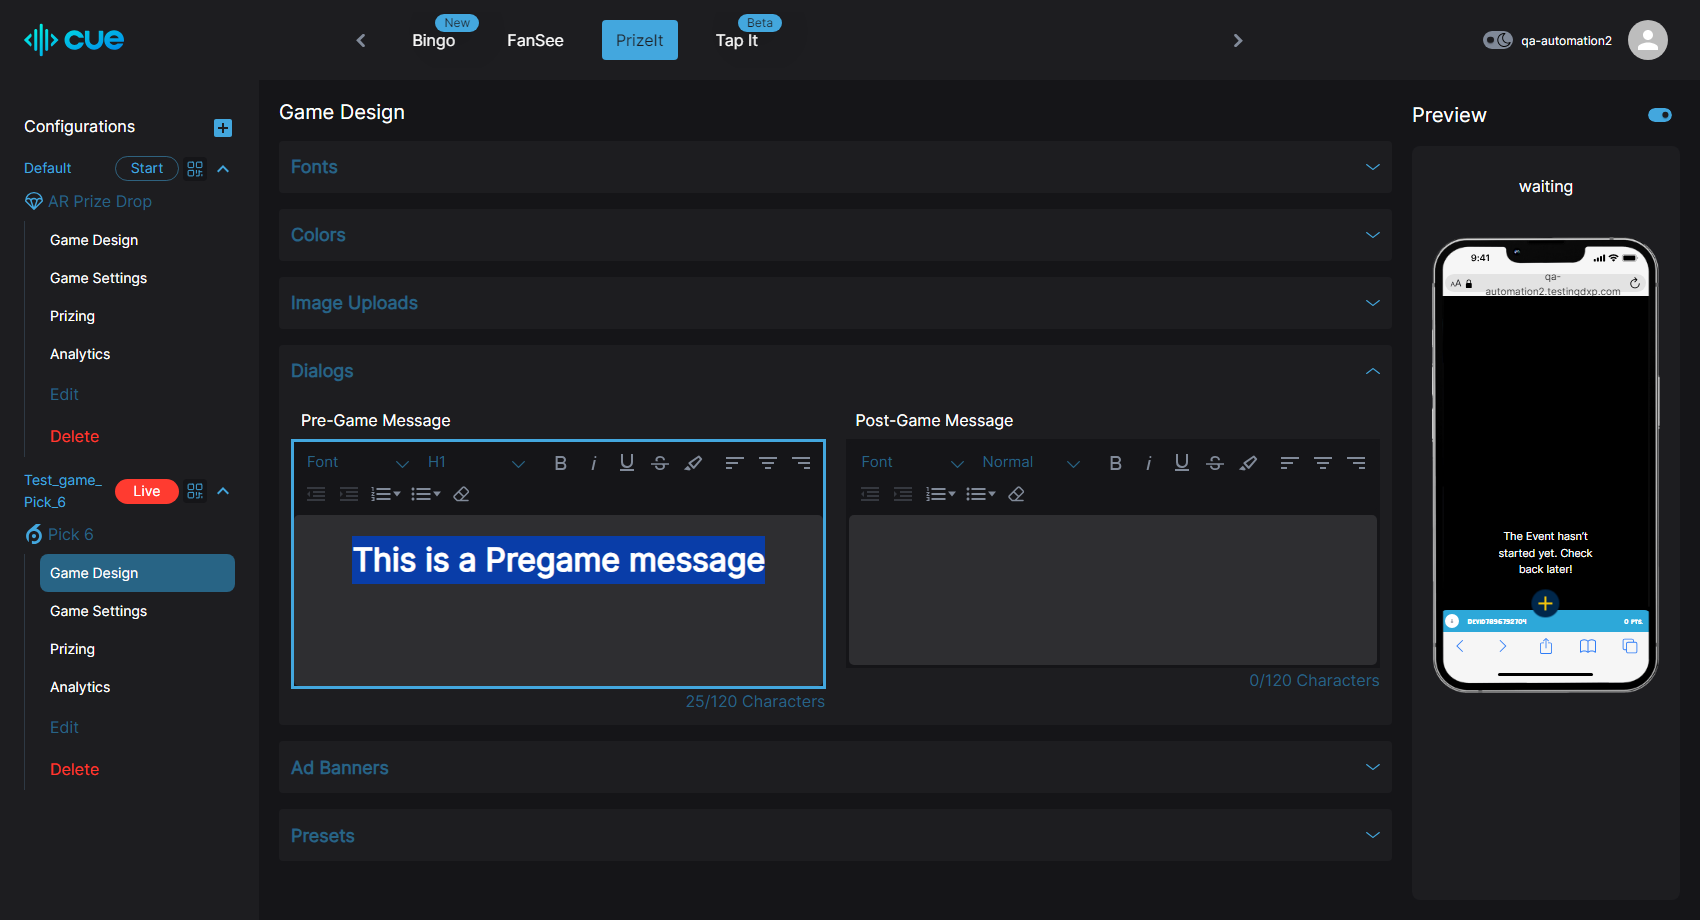 cue
New
Bingo
FanSee
PrizeIt
Beta
Tap It
qa-automation2
Configurations
Default
Start
AR Prize Drop
Game Design
Game Settings
Prizing
Analytics
Edit
Delete
Test_game_
Pick_6
Live
Pick 6
Game Design
Game Settings
Prizing
Analytics
Edit
Delete
Game Design
Fonts
Colors
Image Uploads
Dialogs
Pre-Game Message
Font
H1
This is a Pregame message
25/120 Characters
Post-Game Message
Font
Normal
0/120 Characters
Ad Banners
Presets
Preview
waiting
9:41
AA
qa-
automation2.testingdxp.com
The Event hasn't
started yet. Check
back later!
0 PTS.